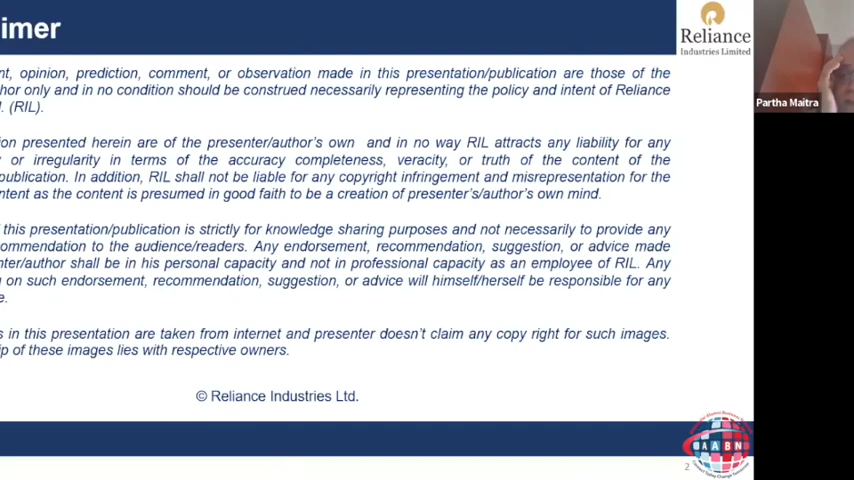 imer
Reliance
Industries Limited
nt, opinion, prediction, comment, or observation made in this presentation/publication are those of the
hor only and in no condition should be construed necessarily representing the policy and intent of Reliance
l. (RIL).
ion presented herein are of the presenter/author's own and in no way RIL attracts any liability for any
y or irregularity in terms of the accuracy completeness, veracity, or truth of the content of the
publication. In addition, RIL shall not be liable for any copyright infringement and misrepresentation for the
ntent as the content is presumed in good faith to be a creation of presenter's/author's own mind.
this presentation/publication is strictly for knowledge sharing purposes and not necessarily to provide any
ommendation to the audience/readers. Any endorsement, recommendation, suggestion, or advice made
nter/author shall be in his personal capacity and not in professional capacity as an employee of RIL. Any
on such endorsement, recommendation, suggestion, or advice will himself/herself be responsible for any
e.
s in this presentation are taken from internet and presenter doesn't claim any copy right for such images.
ip of these images lies with respective owners.
© Reliance Industries Ltd.
AABN
2
Partha Maitra